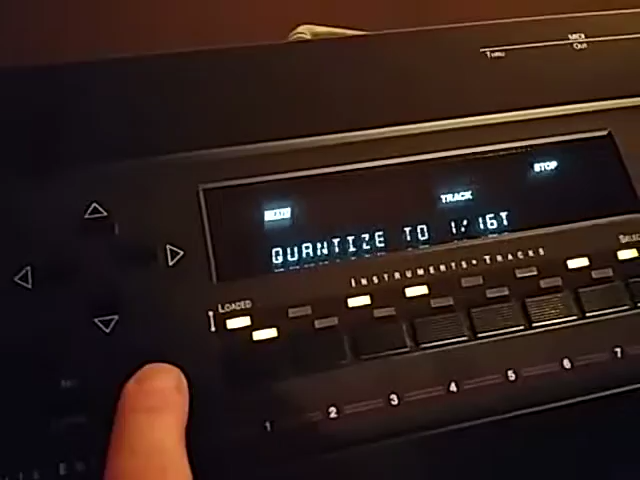 MIDI
THRU OUT
STOP
TRACK
QUANTIZE TO 1/16T
INSTRUMENTS•TRACKS
LOADED
1 2 3 4 5 6 7